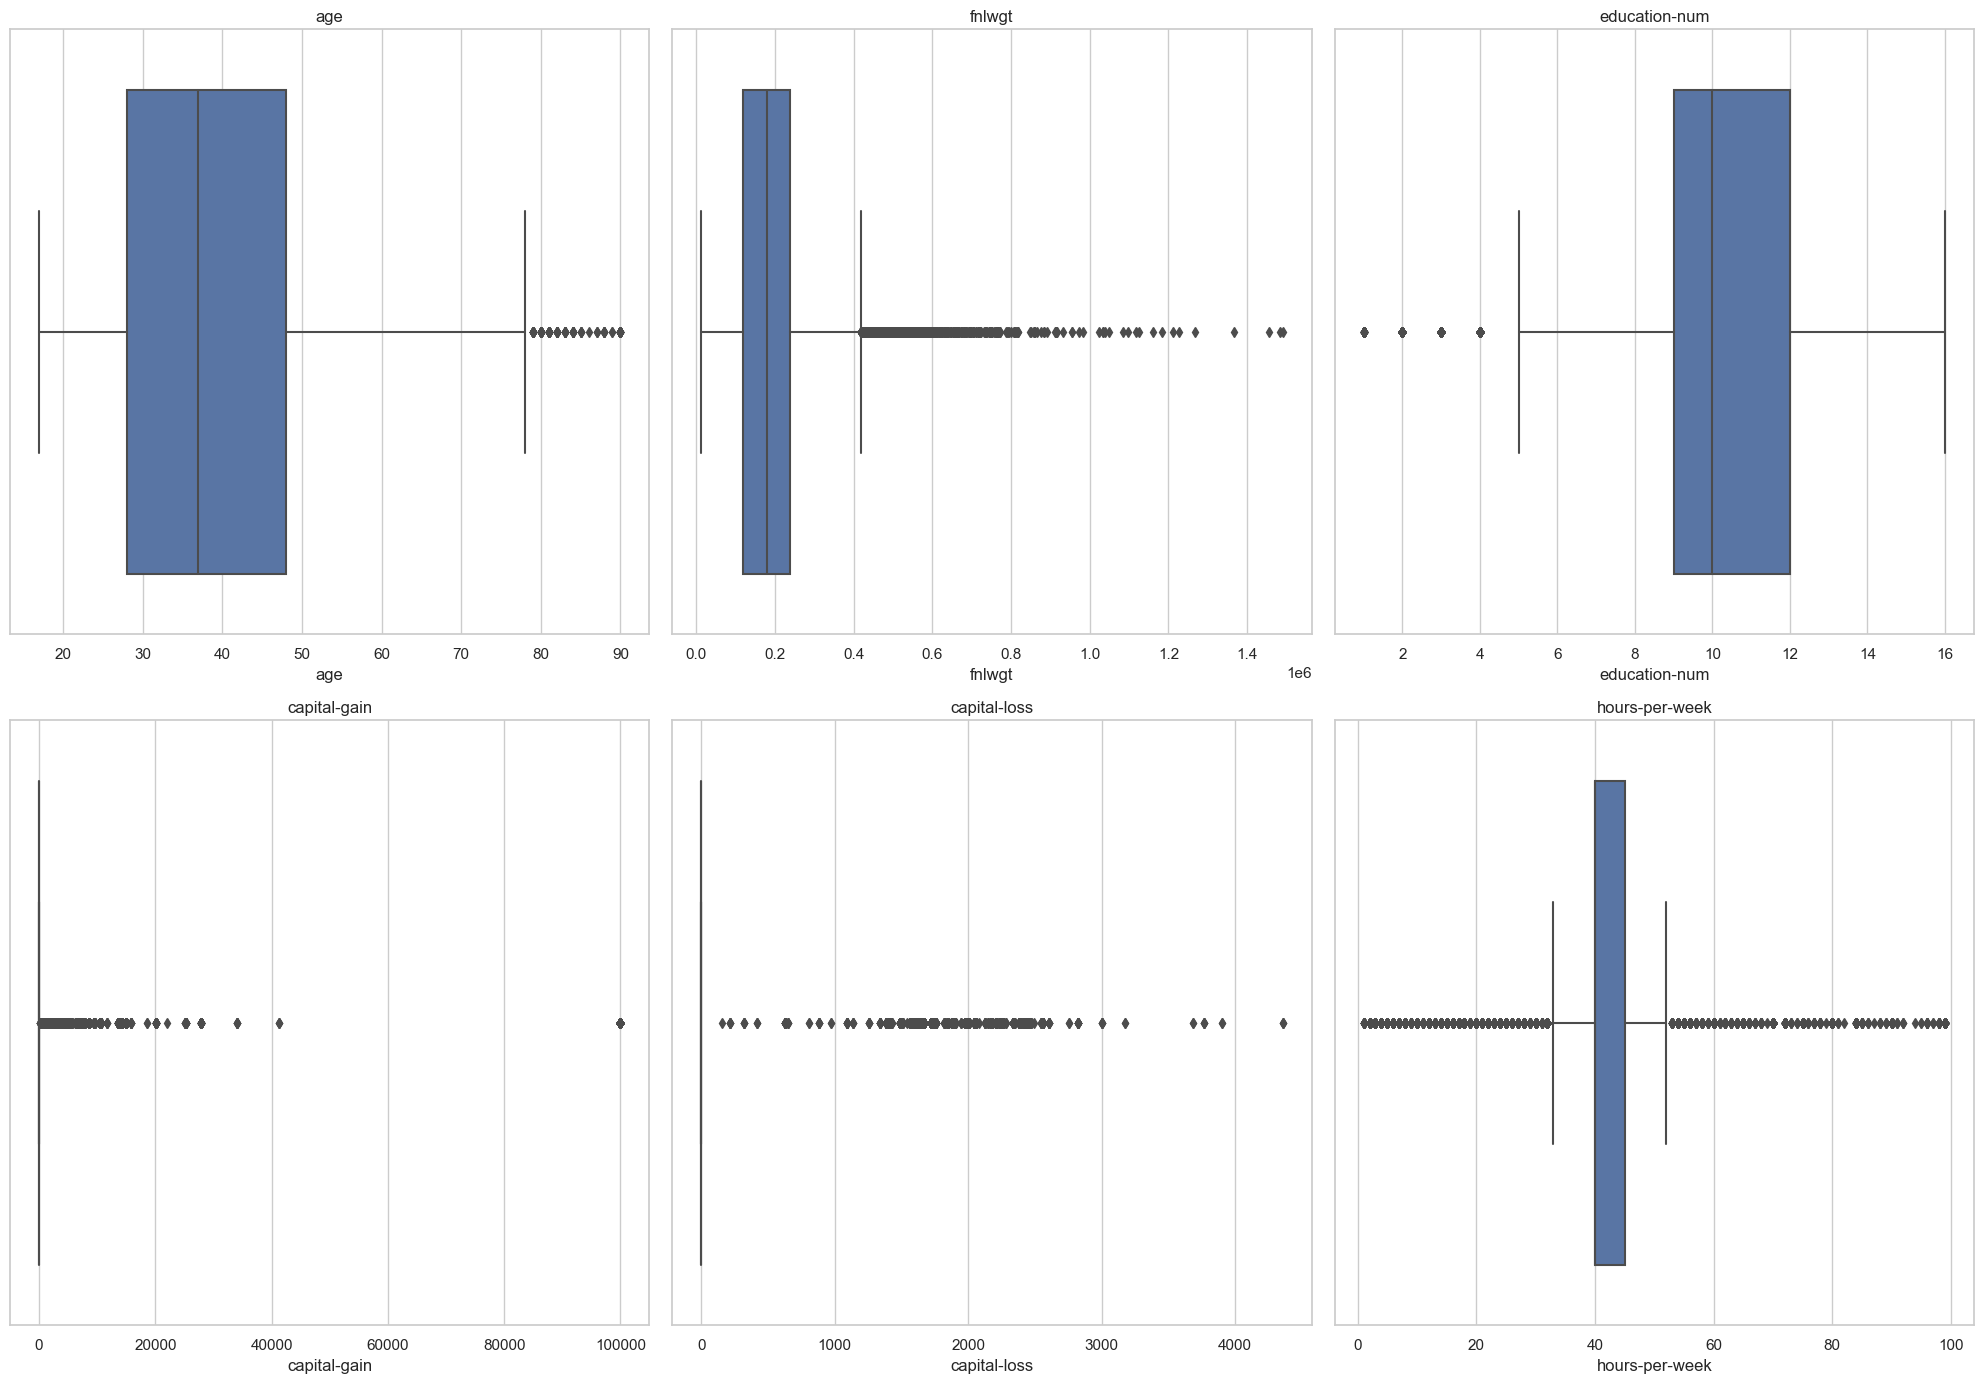 age
fnlwgt
education-num
20 30 40 50 60 70 80 90
0.0 0.2 0.4 0.6 0.8 1.0 1.2 1.4
2 4 6 8 10 12 14 16
1e6
age
fnlwgt
education-num
capital-gain
capital-loss
hours-per-week
0 20000 40000 60000 80000 100000
0 1000 2000 3000 4000
0 20 40 60 80 100
capital-gain
capital-loss
hours-per-week